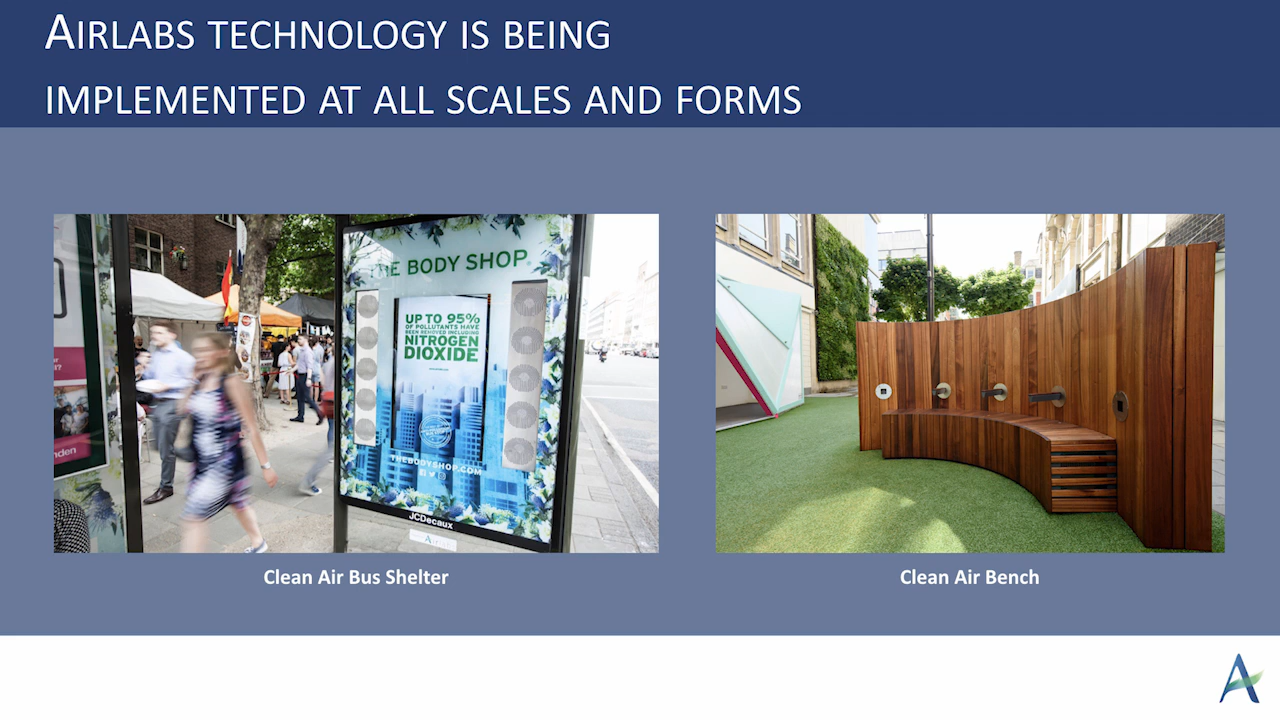 AIRLABS TECHNOLOGY IS BEING
IMPLEMENTED AT ALL SCALES AND FORMS
THE BODY SHOP
UP TO 95%
OF POLLUTANTS HAVE
BEEN REMOVED INCLUDING
NITROGEN
DIOXIDE
THEBODYSHOP.COM
JCDecaux
Clean Air Bus Shelter
Clean Air Bench